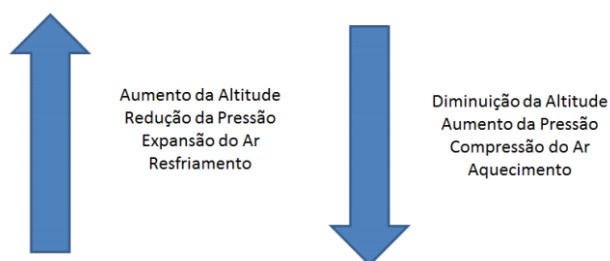 Aumento da Altitude
Redução da Pressão
Expansão do Ar
Resfriamento
Diminuição da Altitude
Aumento da Pressão
Compressão do Ar
Aquecimento